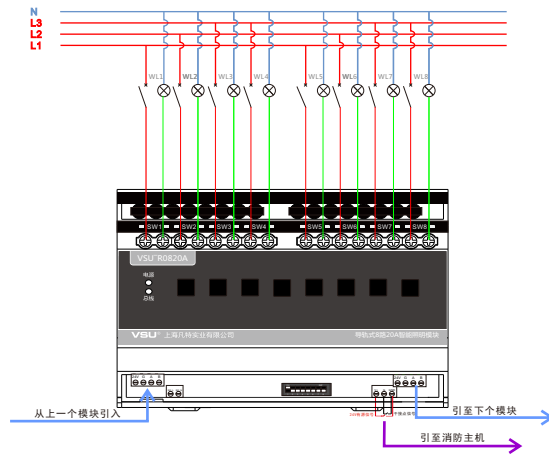 N
L3
L2
L1
WL1 WL2 WL3 WL4 WL5 WL6 WL7 WL8
SW1 SW2 SW3 SW4 SW5 SW6 SW7 SW8
VSU-R0820A
电源
总线
VSU® 上海凡特实业有限公司
导轨式8路20A智能照明模块
24V G A B
24V G A B
从上一个模块引入
引至下个模块
引至消防主机